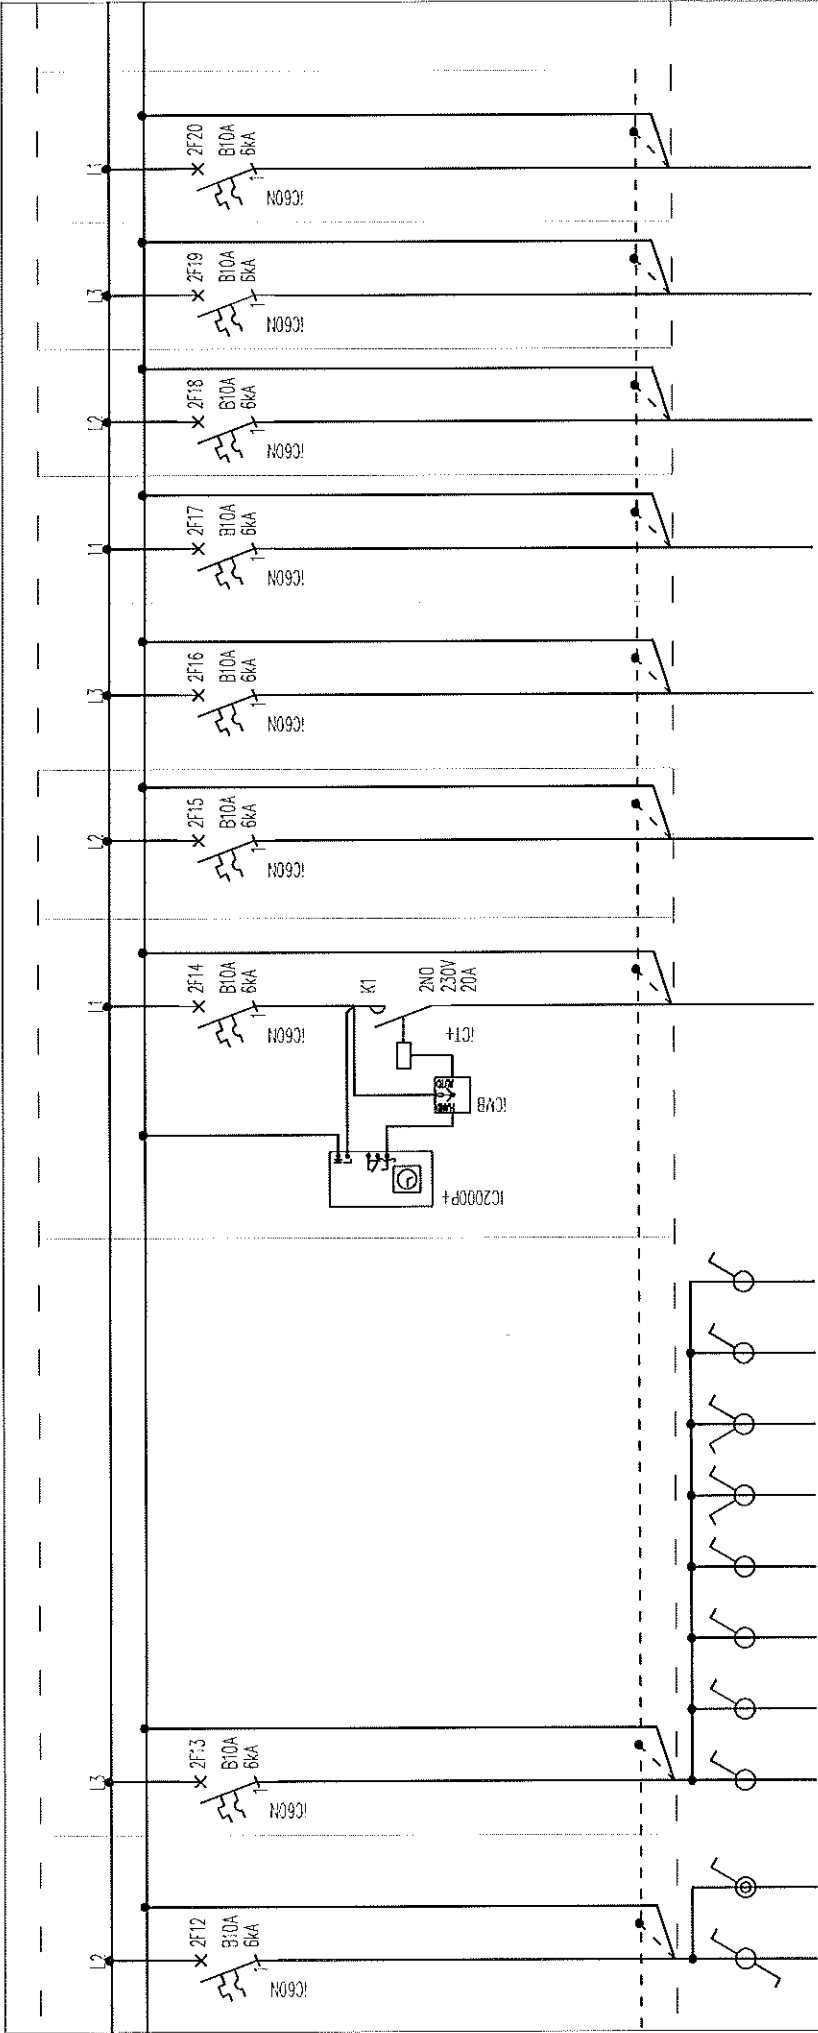 L1
2F20
B10A
6kA
iC60N
L3
2F19
B10A
6kA
iC60N
L2
2F18
B10A
6kA
iC60N
L1
2F17
B10A
6kA
iC60N
L3
2F16
B10A
6kA
iC60N
L2
2F15
B10A
6kA
iC60N
L1
2F14
B10A
6kA
iC60N
K1
2NO
230V
20A
iCT+
AUTO
HAND
iCVB
IC2000P+
L3
2F13
B10A
6kA
iC60N
L2
2F12
B10A
6kA
iC60N